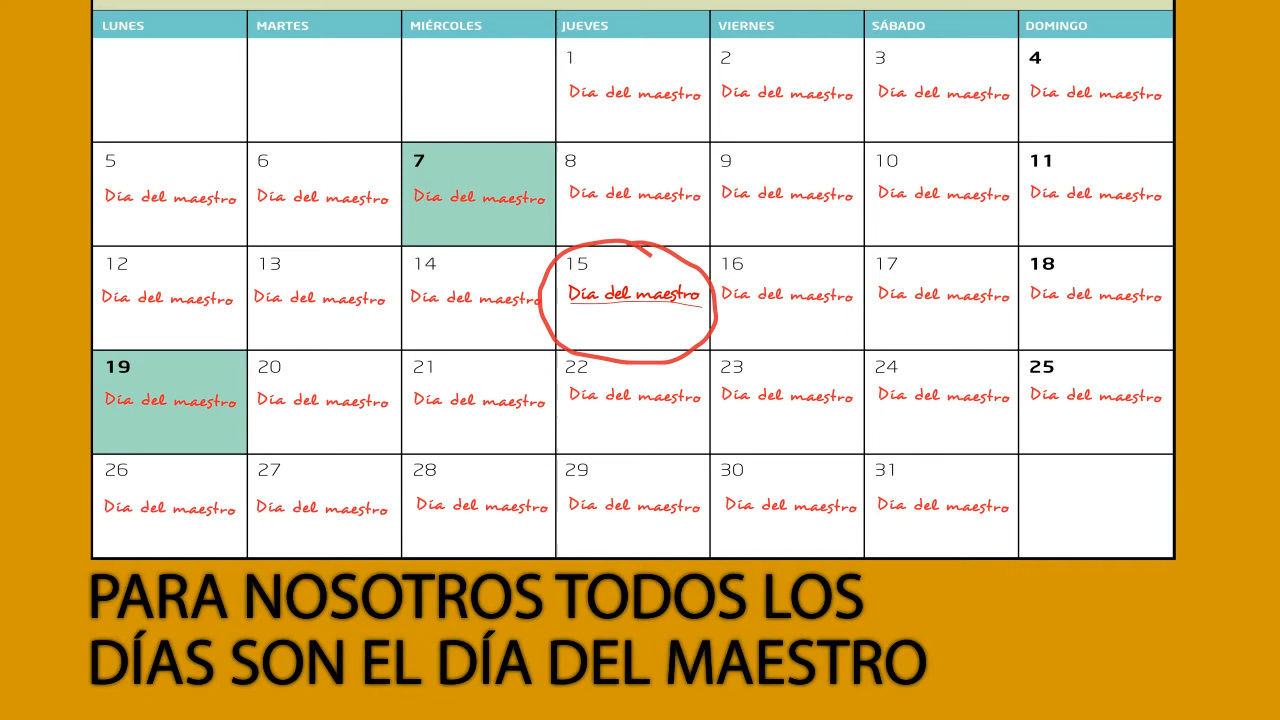 LUNES MARTES MIÉRCOLES JUEVES VIERNES SÁBADO DOMINGO
1 2 3 4
Día del maestro Día del maestro Día del maestro Día del maestro
5 6 7 8 9 10 11
Día del maestro Día del maestro Día del maestro Día del maestro Día del maestro Día del maestro Día del maestro
12 13 14 15 16 17 18
Día del maestro Día del maestro Día del maestro Día del maestro Día del maestro Día del maestro Día del maestro
19 20 21 22 23 24 25
Día del maestro Día del maestro Día del maestro Día del maestro Día del maestro Día del maestro Día del maestro
26 27 28 29 30 31
Día del maestro Día del maestro Día del maestro Día del maestro Día del maestro Día del maestro
PARA NOSOTROS TODOS LOS
DÍAS SON EL DÍA DEL MAESTRO